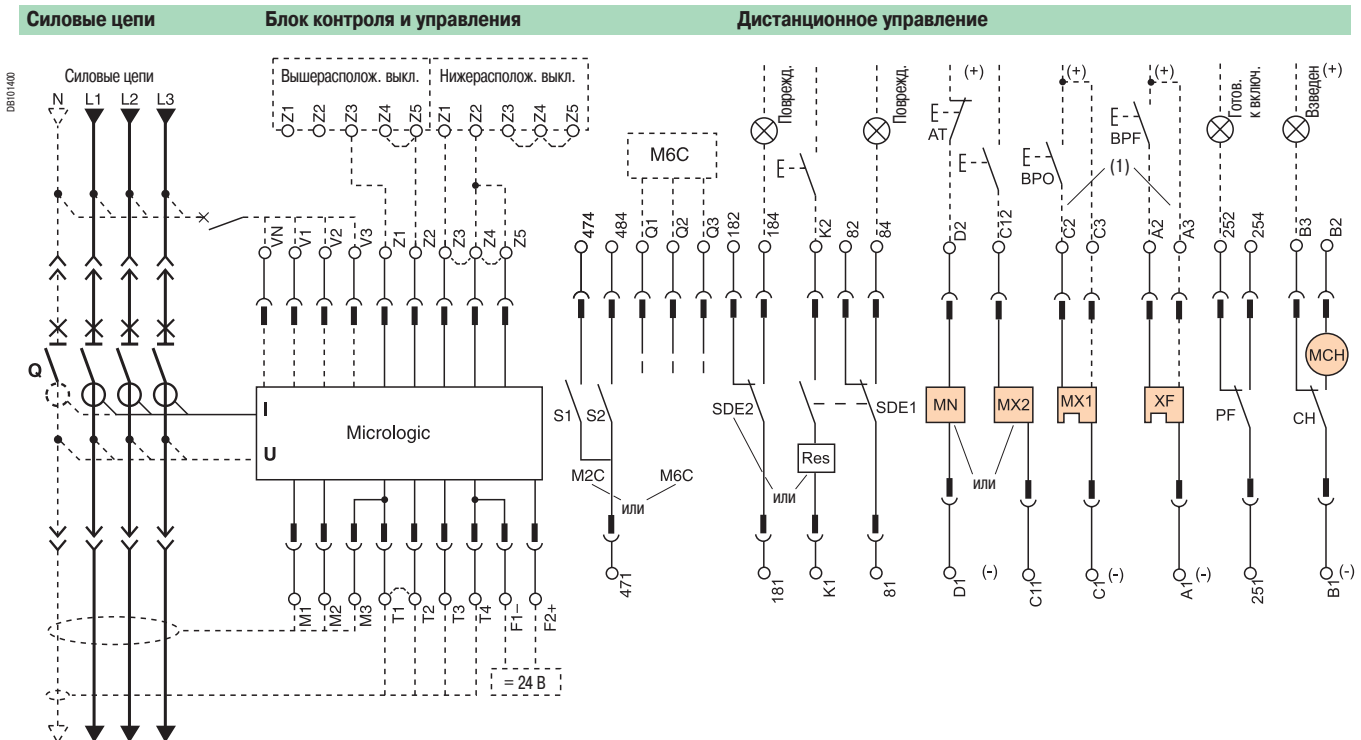 Силовые цепи Блок контроля и управления Дистанционное управление
DB101400
Силовые цепи
N L1 L2 L3
Вышерасполож. выкл. Нижерасполож. выкл.
Z1 Z2 Z3 Z4 Z5 Z1 Z2 Z3 Z4 Z5
M6C
Поврежд.
Поврежд.
(+)
AT
(+)
BPO
(1)
(+)
BPF
Готов. к включ.
Взведен (+)
VN V1 V2 V3 Z1 Z2 Z3 Z4 Z5
474 484 Q1 Q2 Q3 182 184 K2 82 84 D2 C12 C2 C3 A2 A3 252 254 B3 B2
Q
I
U
Micrologic
S1 S2
M2C или M6C
SDE2
или
Res
SDE1
MN
MX2
или
MX1
XF
PF
MCH
CH
471 181 K1 81 D1 (-) C11 C1 (-) A1 (-) 251 B1 (-)
M1 M2 M3 T1 T2 T3 T4 F1– F2+
= 24 В